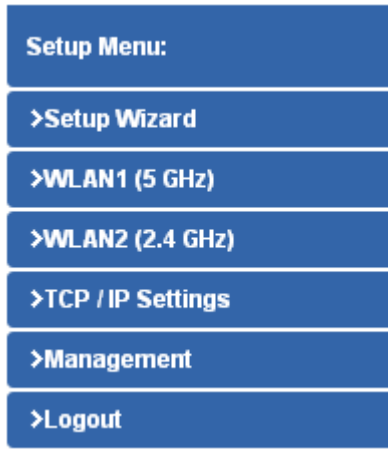 Setup Menu:
>Setup Wizard
>WLAN1 (5 GHz)
>WLAN2 (2.4 GHz)
>TCP / IP Settings
>Management
>Logout